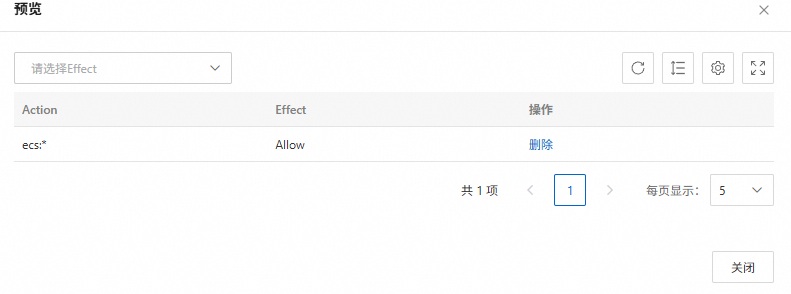 预览
请选择Effect
Action Effect 操作
ecs:* Allow 删除
共 1 项 1 每页显示: 5
关闭